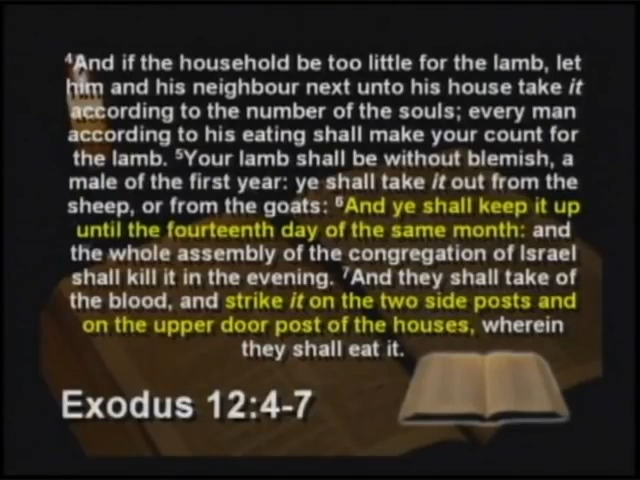 ⁴And if the household be too little for the lamb, let
him and his neighbour next unto his house take it
according to the number of the souls; every man
according to his eating shall make your count for
the lamb. ⁵Your lamb shall be without blemish, a
male of the first year: ye shall take it out from the
sheep, or from the goats: ⁶And ye shall keep it up
until the fourteenth day of the same month: and
the whole assembly of the congregation of Israel
shall kill it in the evening. ⁷And they shall take of
the blood, and strike it on the two side posts and
on the upper door post of the houses, wherein
they shall eat it.
Exodus 12:4-7